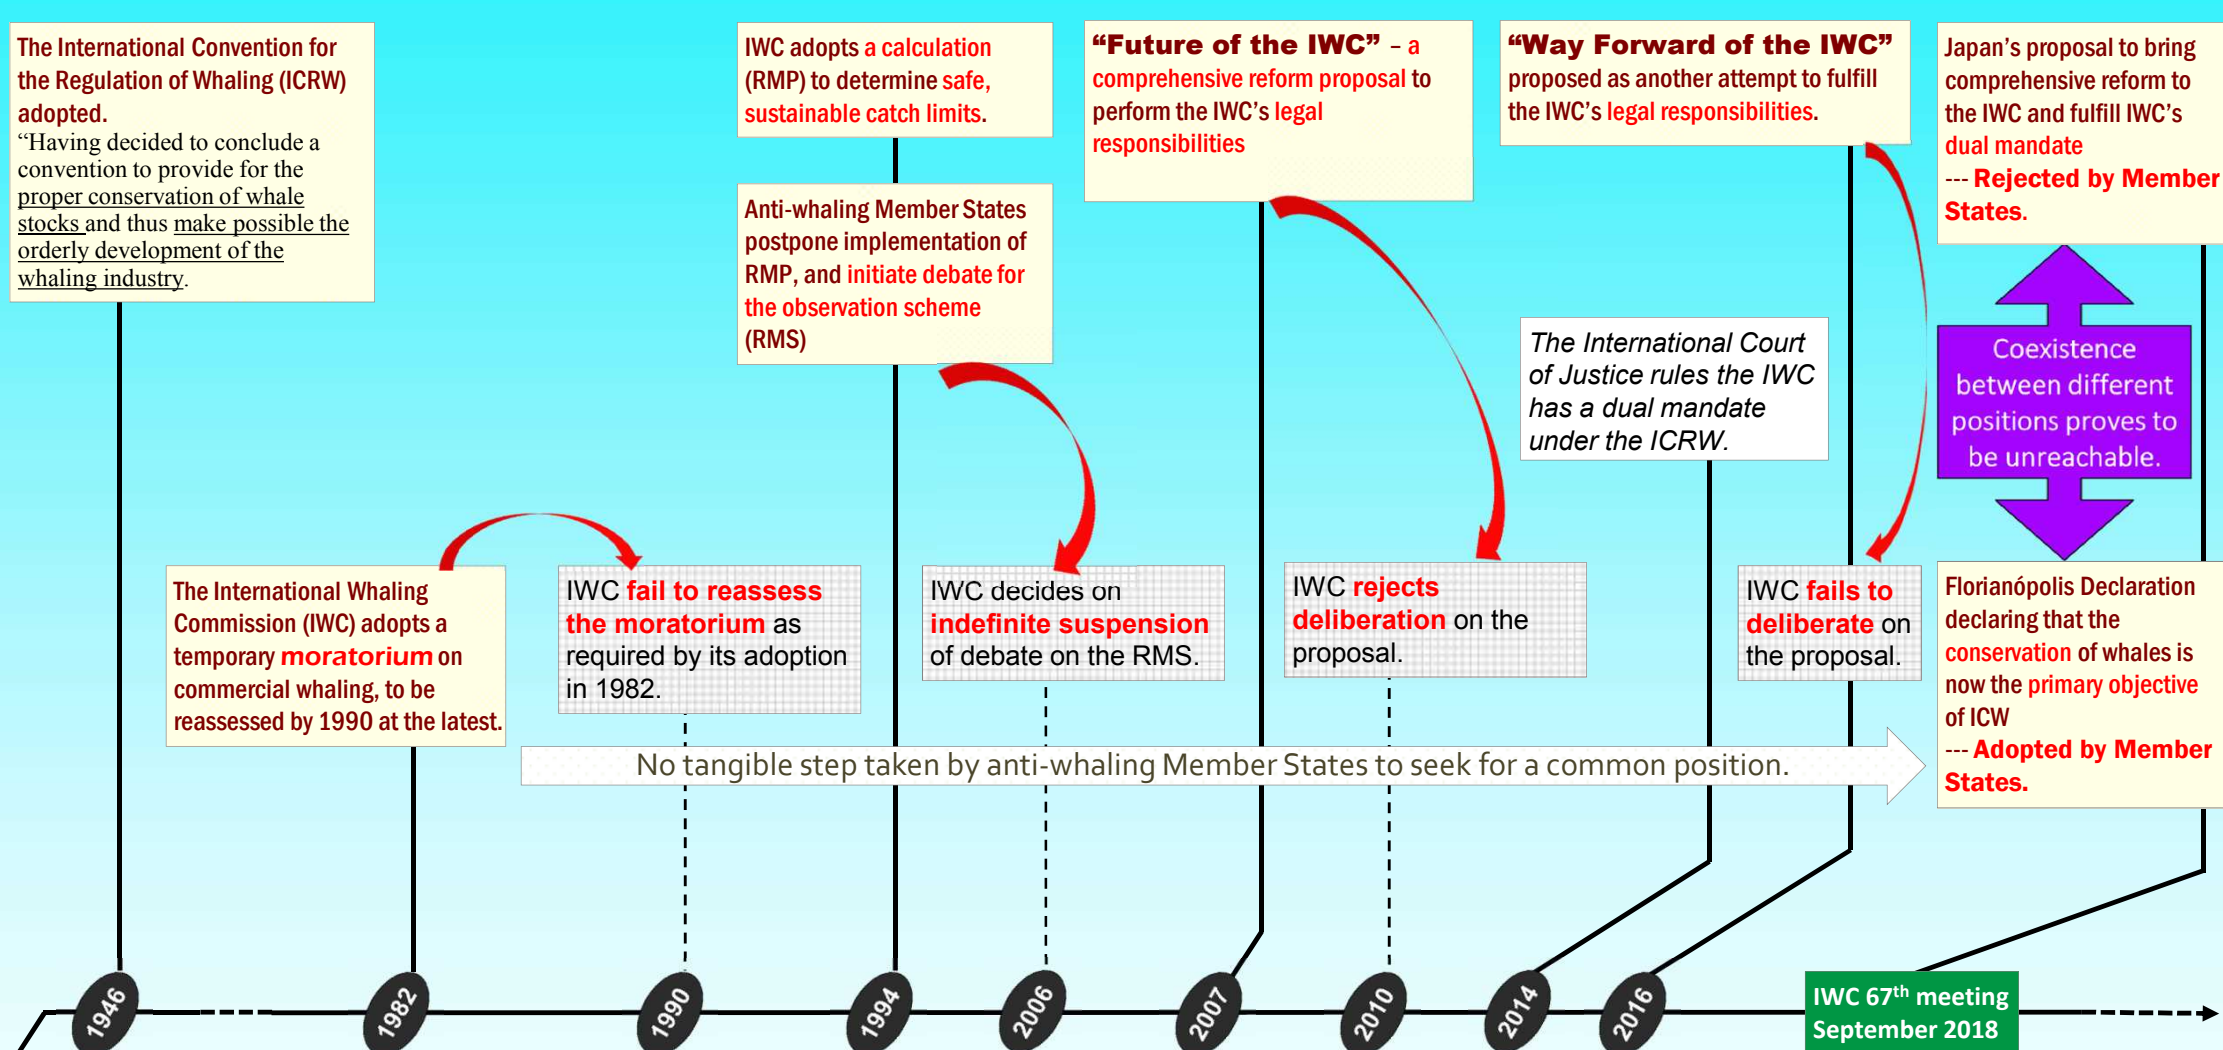 The International Convention for
the Regulation of Whaling (ICRW)
adopted.
“Having decided to conclude a
convention to provide for the
proper conservation of whale
stocks and thus make possible the
orderly development of the
whaling industry.
The International Whaling
Commission (IWC) adopts a
temporary moratorium on
commercial whaling, to be
reassessed by 1990 at the latest.
IWC fail to reassess
the moratorium as
required by its adoption
in 1982.
IWC adopts a calculation
(RMP) to determine safe,
sustainable catch limits.
Anti-whaling Member States
postpone implementation of
RMP, and initiate debate for
the observation scheme
(RMS)
IWC decides on
indefinite suspension
of debate on the RMS.
“Future of the IWC” – a
comprehensive reform proposal to
perform the IWC’s legal
responsibilities
IWC rejects
deliberation on the
proposal.
The International Court
of Justice rules the IWC
has a dual mandate
under the ICRW.
“Way Forward of the IWC”
proposed as another attempt to fulfill
the IWC’s legal responsibilities.
IWC fails to
deliberate on
the proposal.
Japan’s proposal to bring
comprehensive reform to
the IWC and fulfill IWC’s
dual mandate
--- Rejected by Member
States.
Coexistence
between different
positions proves to
be unreachable.
Florianópolis Declaration
declaring that the
conservation of whales is
now the primary objective
of ICW
--- Adopted by Member
States.
No tangible step taken by anti-whaling Member States to seek for a common position.
1946
1982
1990
1994
2006
2007
2010
2014
2016
IWC 67th meeting
September 2018